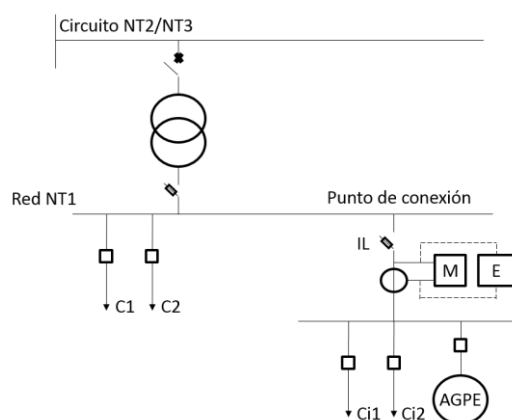 Circuito NT2/NT3
Red NT1
Punto de conexión
IL
M
E
C1
C2
Ci1
Ci2
AGPE